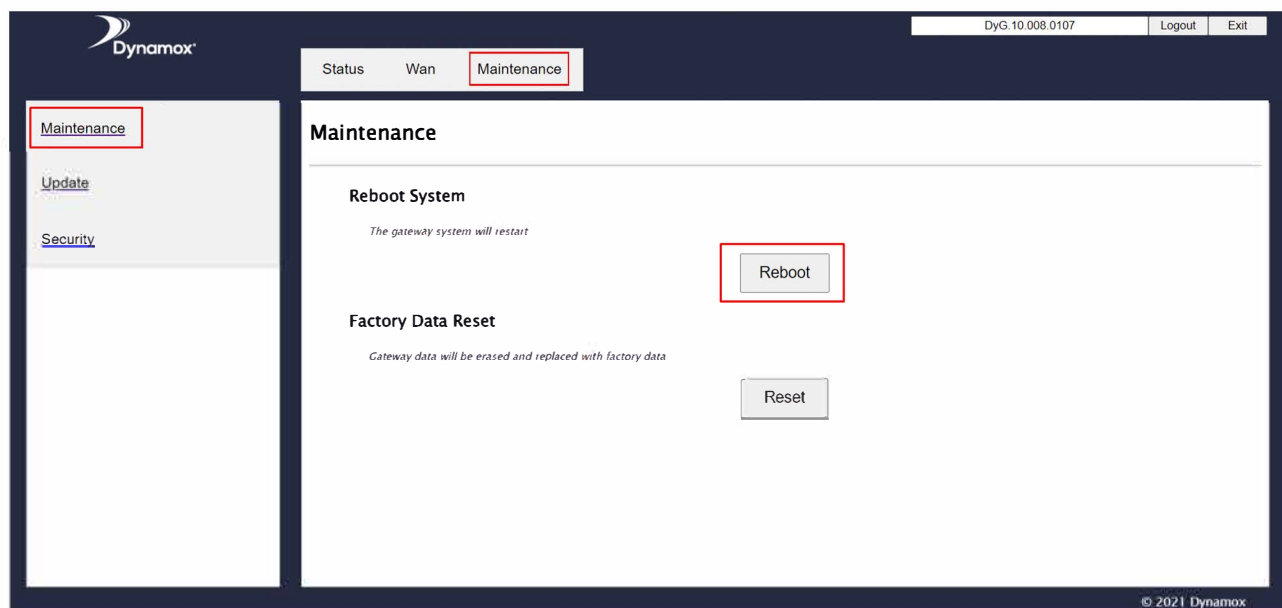 Dynamox
DyG.10.008.0107 Logout Exit
Status Wan Maintenance
Maintenance
Update
Security
Maintenance
Reboot System
The gateway system will restart
Reboot
Factory Data Reset
Gateway data will be erased and replaced with factory data
Reset
© 2021 Dynamox